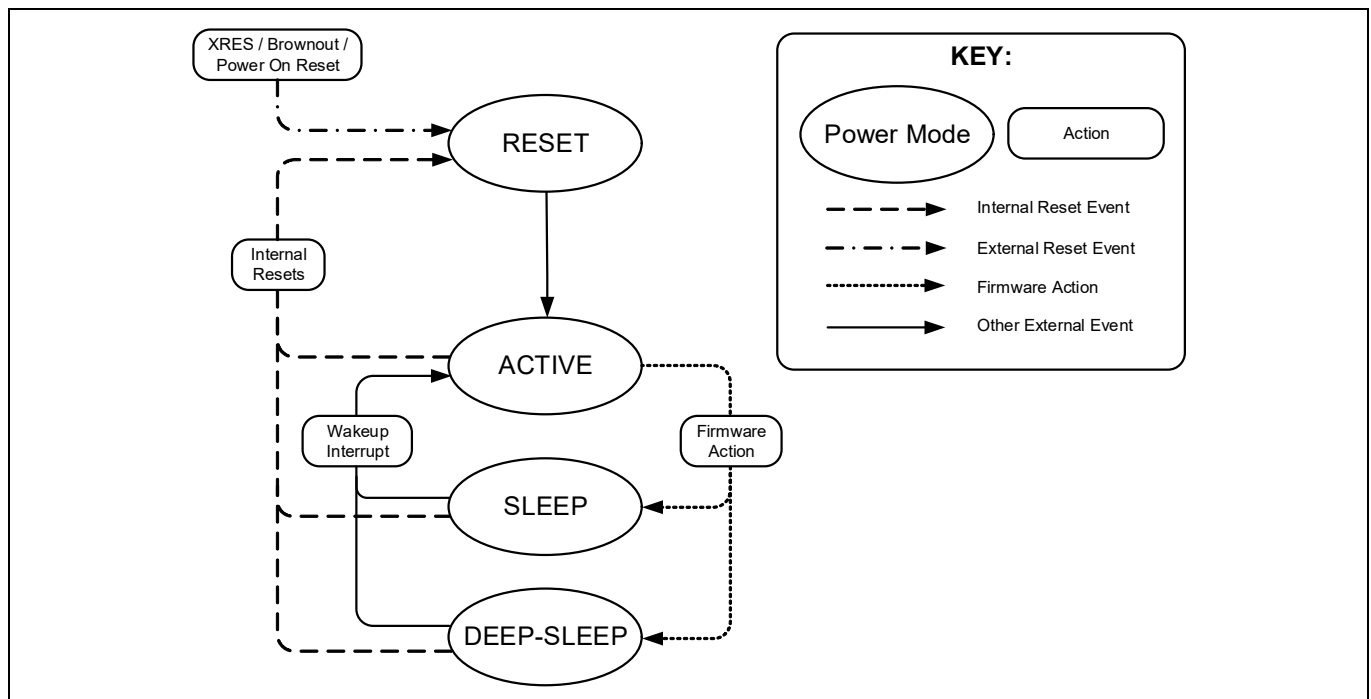 XRES / Brownout /
Power On Reset
RESET
Internal
Resets
ACTIVE
Wakeup
Interrupt
Firmware
Action
SLEEP
DEEP-SLEEP
KEY:
Power Mode
Action
Internal Reset Event
External Reset Event
Firmware Action
Other External Event